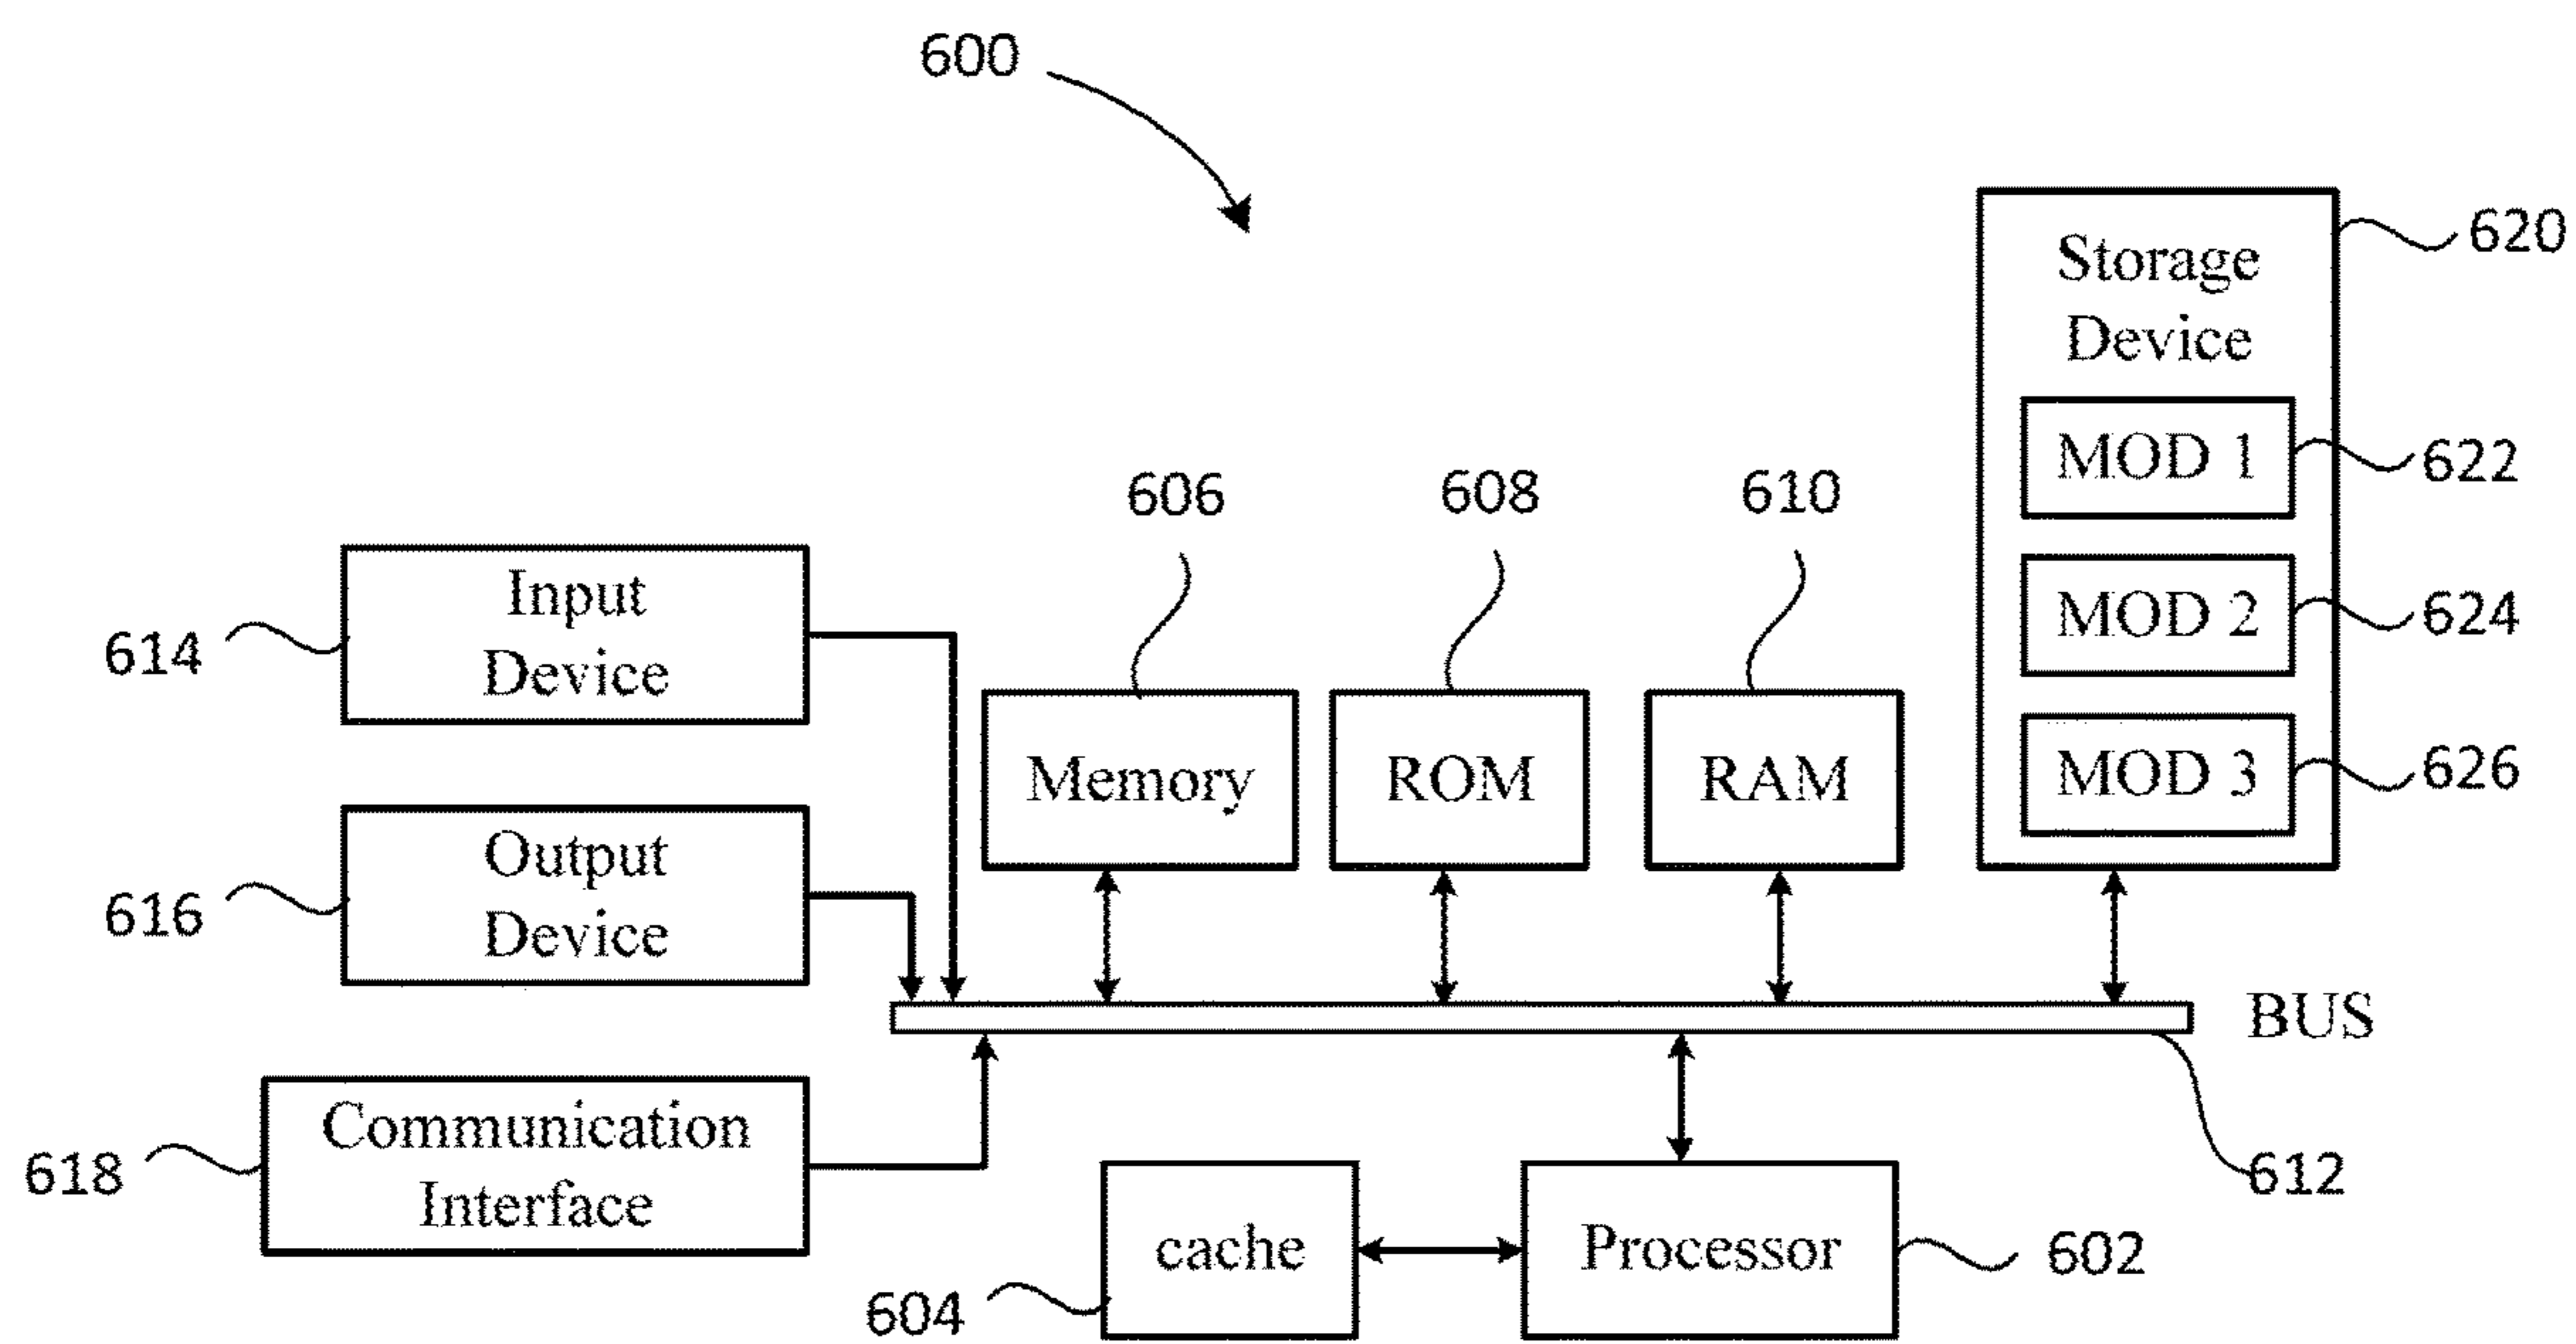 600
620
Storage
Device
MOD 1
622
MOD 2
624
MOD 3
626
606
608
610
614
Input
Device
Memory
ROM
RAM
616
Output
Device
BUS
618
Communication
Interface
612
604
cache
Processor
602